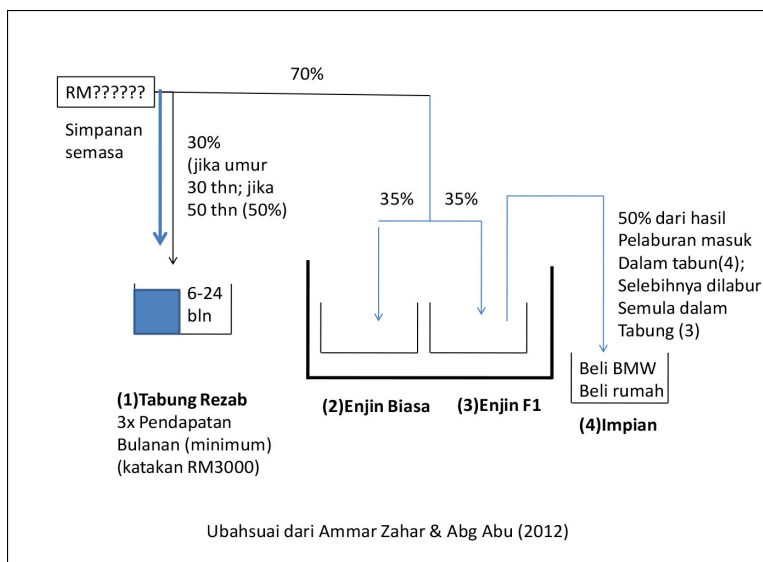 RM??????
Simpanan
semasa
70%
30%
(jika umur
30 thn; jika
50 thn (50%)
35%
35%
50% dari hasil
Pelaburan masuk
Dalam tabun(4);
Selebihnya dilabur
Semula dalam
Tabung (3)
6-24
bln
Beli BMW
Beli rumah
(1)Tabung Rezab
3x Pendapatan
Bulanan (minimum)
(katakan RM3000)
(2)Enjin Biasa
(3)Enjin F1
(4)Impian
Ubahsuai dari Ammar Zahar & Abg Abu (2012)